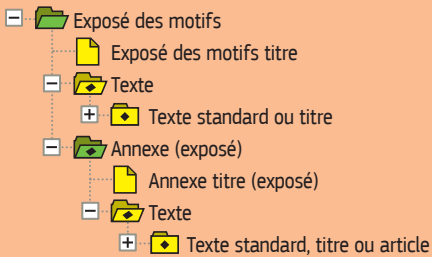 Exposé des motifs
Exposé des motifs titre
Texte
Texte standard ou titre
Annexe (exposé)
Annexe titre (exposé)
Texte
Texte standard, titre ou article